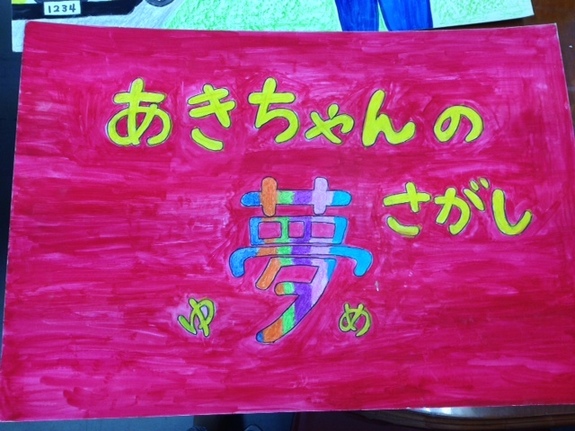 1234
あきちゃんの
夢
さがし
ゆめ